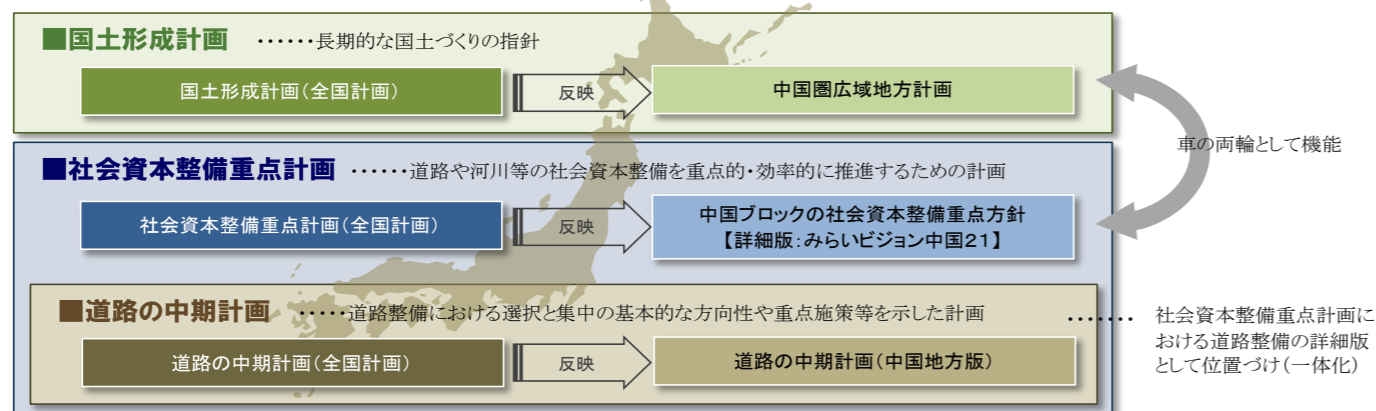 ■国土形成計画 ‥‥‥長期的な国土づくりの指針
国土形成計画(全国計画)
反映
中国圏広域地方計画
車の両輪として機能
■社会資本整備重点計画 ‥‥‥道路や河川等の社会資本整備を重点的・効率的に推進するための計画
社会資本整備重点計画(全国計画)
反映
中国ブロックの社会資本整備重点方針
【詳細版:みらいビジョン中国21】
■道路の中期計画 ‥‥‥道路整備における選択と集中の基本的な方向性や重点施策等を示した計画
道路の中期計画(全国計画)
反映
道路の中期計画(中国地方版)
‥‥‥ 社会資本整備重点計画に
おける道路整備の詳細版
として位置づけ(一体化)